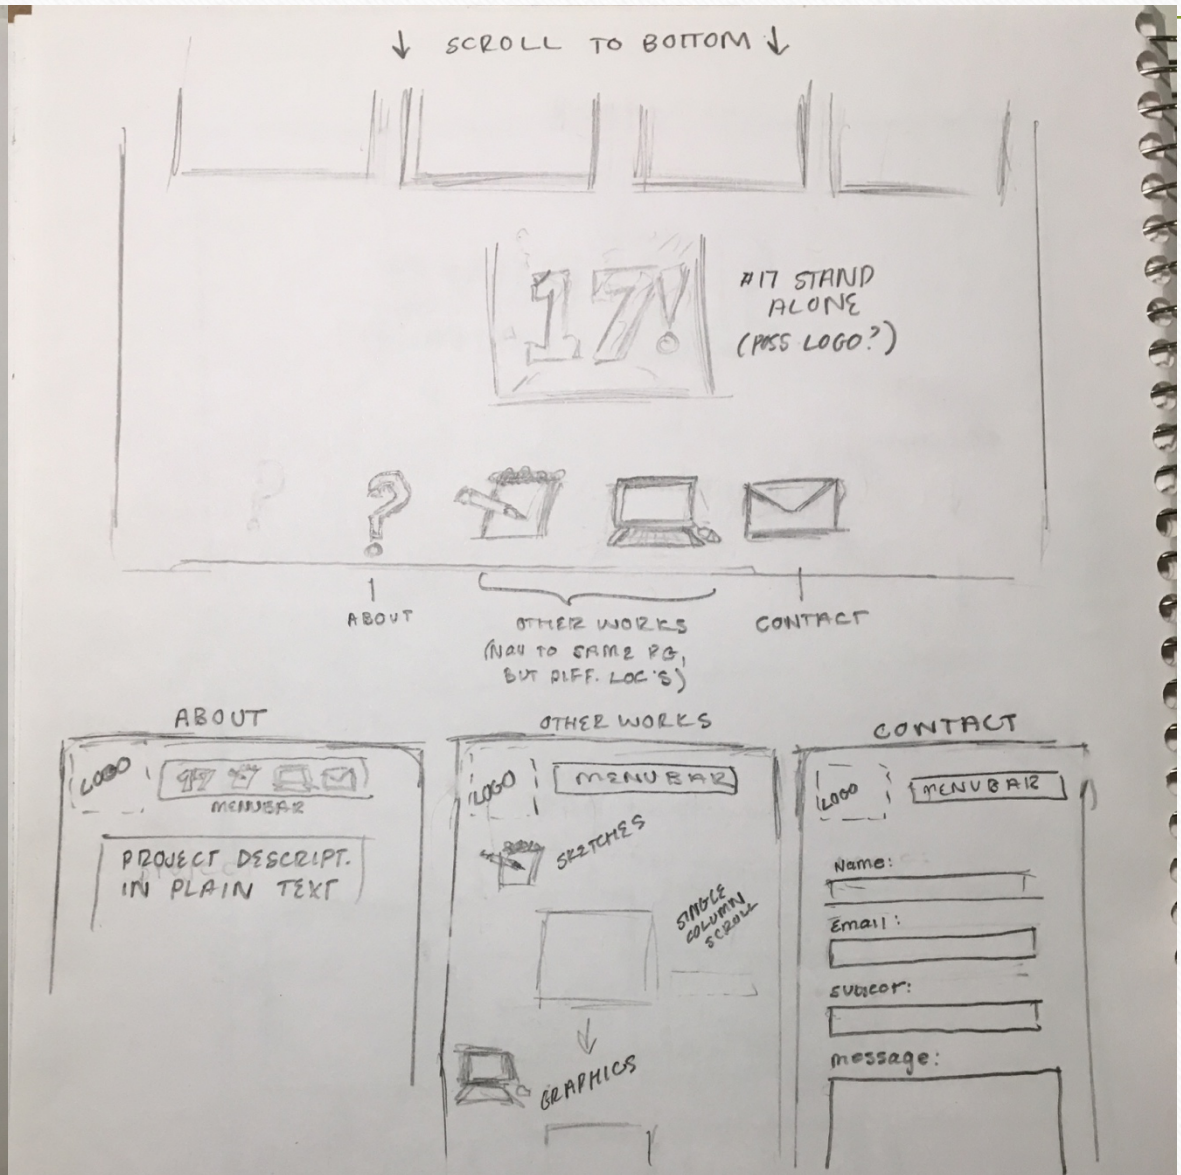 ↓ SCROLL TO BOTTOM ↓
17!
#17 STAND
ALONE
(POSS LOGO?)
?
ABOUT
OTHER WORKS
(NAV TO SAME PG,
BUT DIFF. LOC'S)
CONTACT
ABOUT
LOGO
MENUBAR
PROJECT DESCRIPT.
IN PLAIN TEXT
OTHER WORKS
LOGO
MENUBAR
SKETCHES
SINGLE
COLUMN
SCROLL
GRAPHICS
CONTACT
LOGO
MENUBAR
Name:
Email:
message: